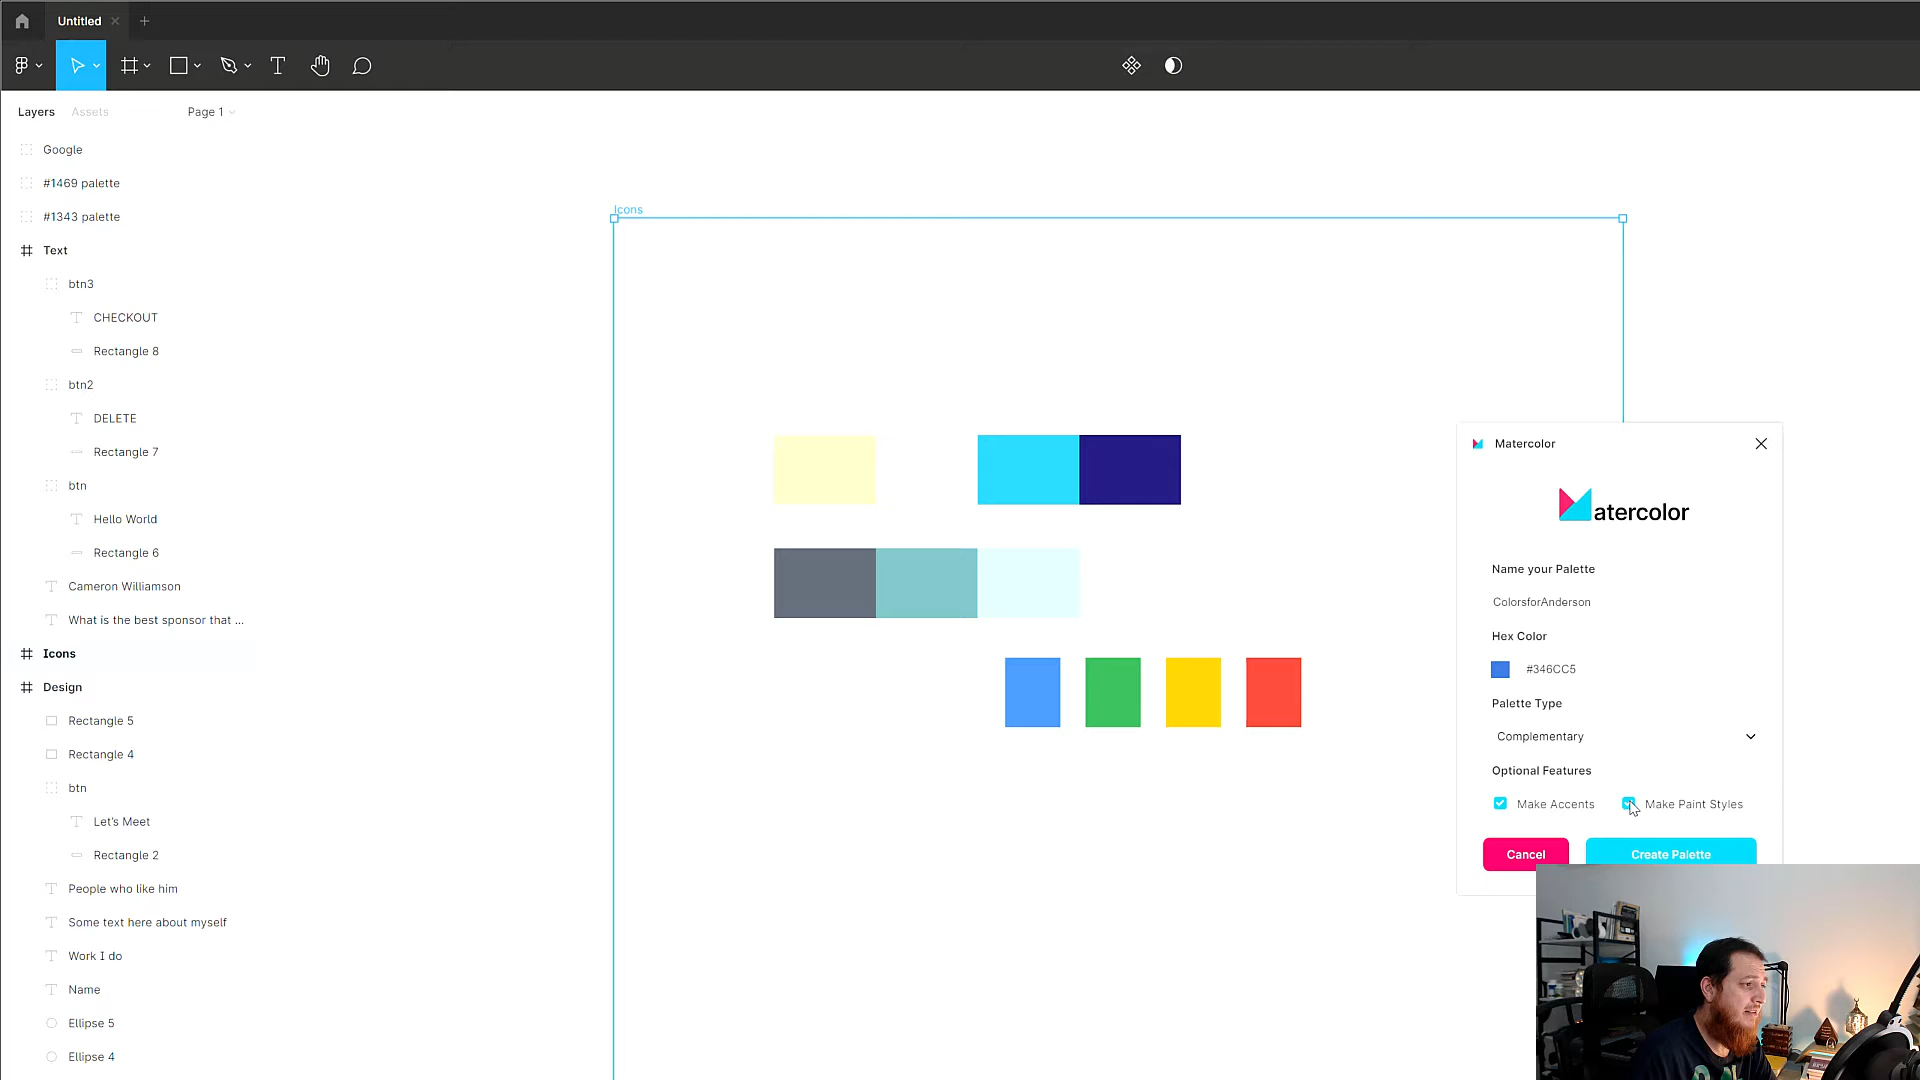 Untitled
Layers
Assets
Page 1
Google
#1469 palette
#1343 palette
Text
btn3
CHECKOUT
Rectangle 8
btn2
DELETE
Rectangle 7
btn
Hello World
Rectangle 6
Cameron Williamson
What is the best sponsor that ...
Icons
Design
Rectangle 5
Rectangle 4
btn
Let's Meet
Rectangle 2
People who like him
Some text here about myself
Work I do
Name
Ellipse 5
Ellipse 4
Icons
Matercolor
Matercolor
Name your Palette
ColorsforAnderson
Hex Color
#346CC5
Palette Type
Complementary
Optional Features
Make Accents
Make Paint Styles
Cancel
Create Palette